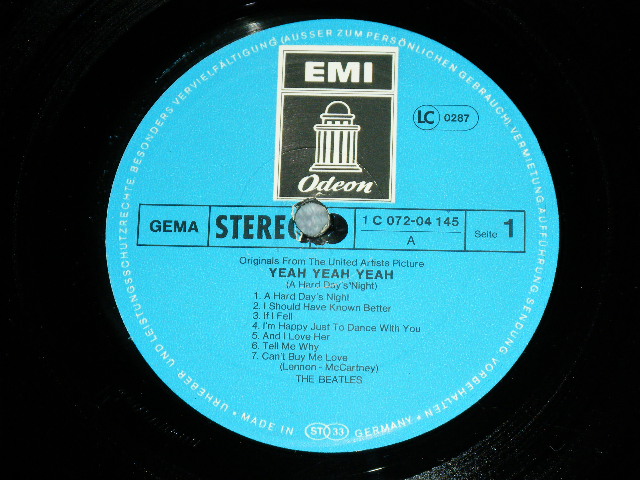 URHEBER- UND LEISTUNGSSCHUTZRECHTE, BESONDERS VERVIELFÄLTIGUNG (AUSSER ZUM PERSÖNLICHEN GEBRAUCH), VERMIETUNG, AUFFÜHRUNG, SENDUNG, VORBEHALTEN
EMI
Odeon
LC 0287
GEMA
STEREO
1 C 072-04 145
A
Seite 1
Originals From The United Artists Picture
YEAH YEAH YEAH
(A Hard Day's Night)
1. A Hard Day's Night
2. I Should Have Known Better
3. If I Fell
4. I'm Happy Just To Dance With You
5. And I Love Her
6. Tell Me Why
7. Can't Buy Me Love
(Lennon - McCartney)
THE BEATLES
• MADE IN ST 33 GERMANY •